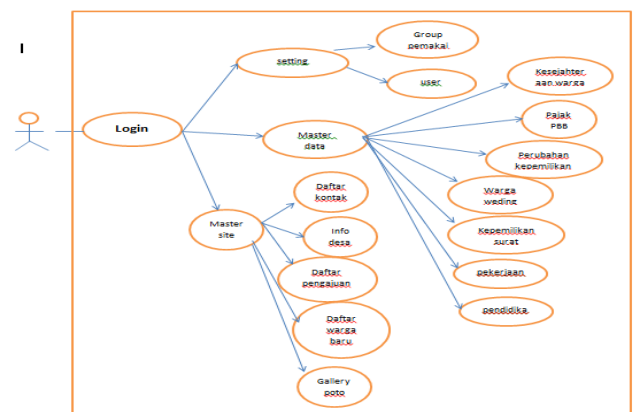 I
Login
setting
Group
pemakai
user
Master
data
Kesejahter
aan warga
Pajak
PBB
Perubahan
kepemilikan
Warga
weding
Kepemilikan
surat
pekerjaan
pendidika
Master
site
Daftar
kontak
Info
desa
Daftar
pengajuan
Daftar
warga
baru
Gallery
poto